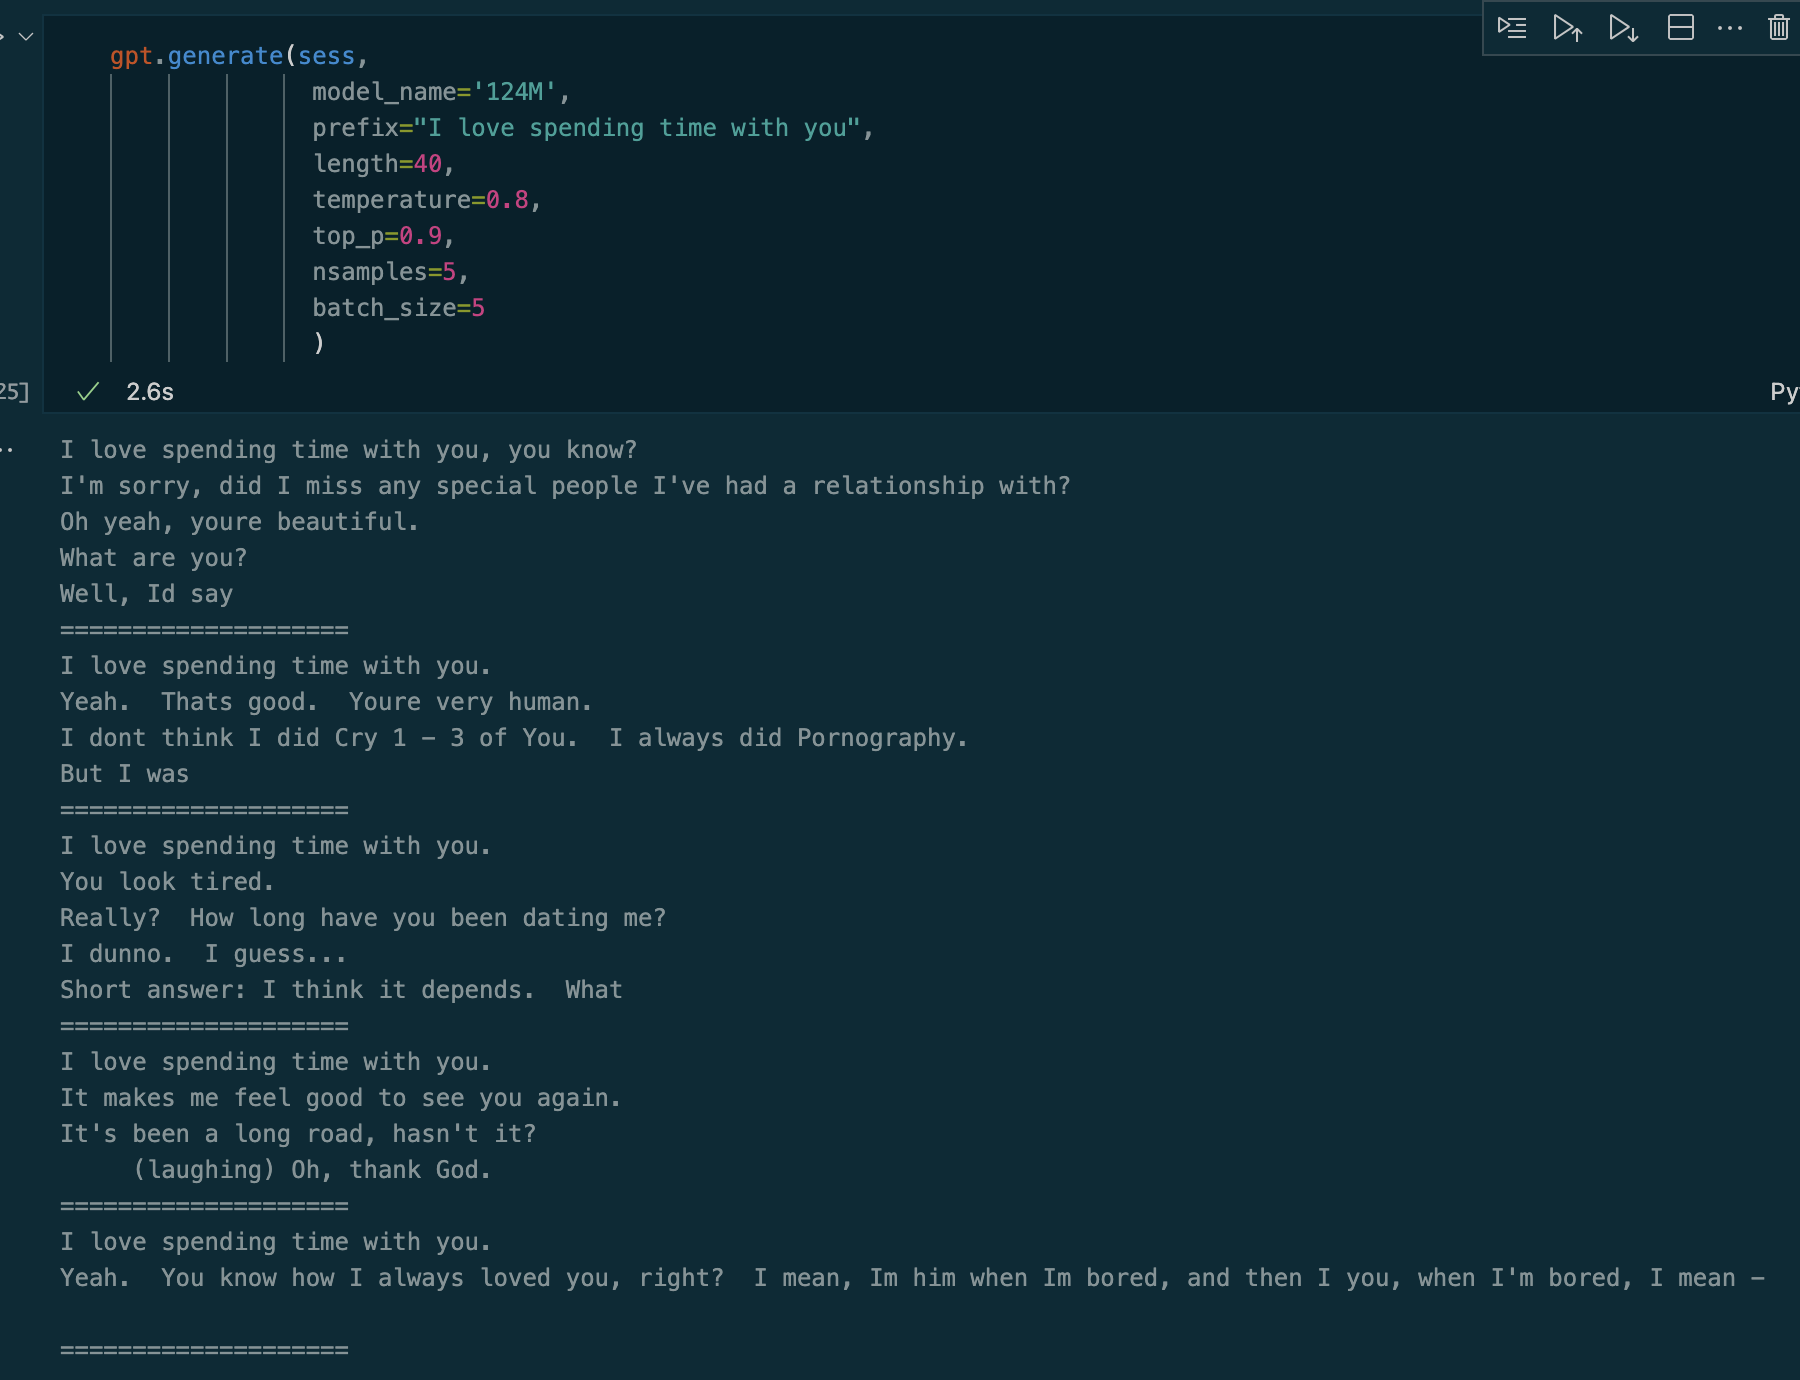 gpt.generate(sess,
model_name='124M',
prefix="I love spending time with you",
length=40,
temperature=0.8,
top_p=0.9,
nsamples=5,
batch_size=5
)
25]
2.6s
Py
I love spending time with you, you know?
I'm sorry, did I miss any special people I've had a relationship with?
Oh yeah, youre beautiful.
What are you?
Well, Id say
====================
I love spending time with you.
Yeah.  Thats good.  Youre very human.
I dont think I did Cry 1 – 3 of You.  I always did Pornography.
But I was
====================
I love spending time with you.
You look tired.
Really?  How long have you been dating me?
I dunno.  I guess...
Short answer: I think it depends.  What
====================
I love spending time with you.
It makes me feel good to see you again.
It's been a long road, hasn't it?
(laughing) Oh, thank God.
====================
I love spending time with you.
Yeah.  You know how I always loved you, right?  I mean, Im him when Im bored, and then I you, when I'm bored, I mean –
====================